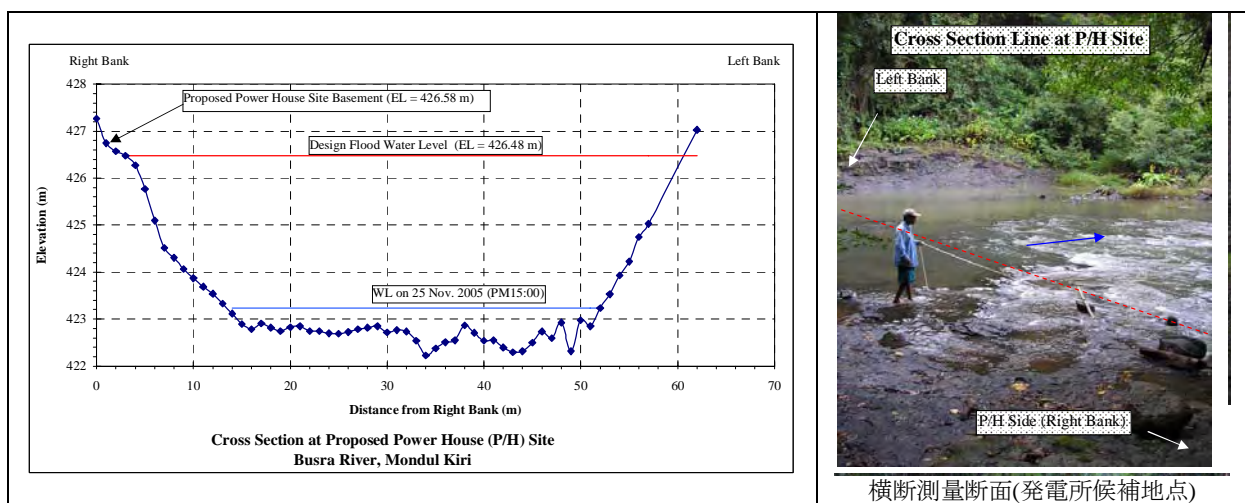 Right Bank
Left Bank
428
427
426
425
424
423
422
Elevation (m)
Proposed Power House Site Basement (EL = 426.58 m)
Design Flood Water Level (EL = 426.48 m)
WL on 25 Nov. 2005 (PM15:00)
0
10
20
30
40
50
60
70
Distance from Right Bank (m)
Cross Section at Proposed Power House (P/H) Site
Busra River, Mondul Kiri
Cross Section Line at P/H Site
Left Bank
P/H Side (Right Bank)
横断測量断面(発電所候補地点)